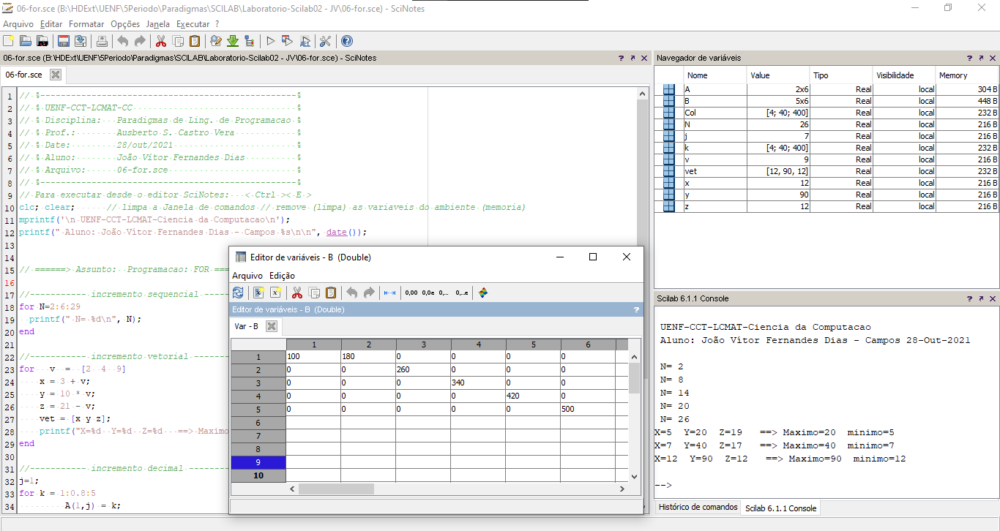 06-for.sce (B:\HDExt\UENF\5Periodo\Paradigmas\SCILAB\Laboratorio-Scilab02 - JV\06-for.sce) - SciNotes
Arquivo Editar Formatar Opções Janela Executar ?
06-for.sce (B:\HDExt\UENF\5Periodo\Paradigmas\SCILAB\Laboratorio-Scilab02 - JV\06-for.sce) - SciNotes
06-for.sce
1 // %--------------------------------------------------%
2 // % UENF-CCT-LCMAT-CC %
3 // % Disciplina: Paradigmas de Ling. de Programacao %
4 // % Prof.: Ausberto S. Castro Vera %
5 // % Date: 28/out/2021 %
6 // % Aluno: João Vítor Fernandes Dias %
7 // % Arquivo: 06-for.sce %
8 // %--------------------------------------------------%
9 // Para executar desde o editor SciNotes: < Ctrl >< E >
10 clc; clear; // limpa a Janela de comandos // remove (limpa) as variaveis do ambiente (memoria)
11 mprintf('\n UENF-CCT-LCMAT-Ciencia da Computacao\n');
12 printf(" Aluno: João Vítor Fernandes Dias - Campos %s\n\n", date());
13
14
15 // ======> Assunto: Programacao: FOR ===
16
17 //----------- incremento sequencial -----
18 for N=2:6:29
19 printf(" N= %d\n", N);
20 end
21
22 //----------- incremento vetorial -------
23 for v = [2 4 9]
24 x = 3 + v;
25 y = 10 * v;
26 z = 21 - v;
27 vet = [x y z];
28 printf("X=%d Y=%d Z=%d ==> Maximo
29 end
30
31 //----------- incremento decimal --------
32 j=1;
33 for k = 1:0.8:5
34 A(1,j) = k;
Editor de variáveis - B (Double)
Arquivo Edição
0,00 0,0e 0,... 0,...e
Editor de variáveis - B (Double) ?
Var - B
1 2 3 4 5 6
1 100 180 0 0 0 0
2 0 0 260 0 0 0
3 0 0 0 340 0 0
4 0 0 0 0 420 0
5 0 0 0 0 0 500
6
7
8
9
10
Navegador de variáveis
Nome Value Tipo Visibilidade Memory
A 2x6 Real local 304 B
B 5x6 Real local 448 B
Col [4; 40; 400] Real local 232 B
N 26 Real local 216 B
j 7 Real local 216 B
k [4; 40; 400] Real local 232 B
v 9 Real local 216 B
vet [12, 90, 12] Real local 232 B
x 12 Real local 216 B
y 90 Real local 216 B
z 12 Real local 216 B
Scilab 6.1.1 Console
UENF-CCT-LCMAT-Ciencia da Computacao
Aluno: João Vítor Fernandes Dias - Campos 28-Out-2021
N= 2
N= 8
N= 14
N= 20
N= 26
X=5 Y=20 Z=19 ==> Maximo=20 minimo=5
X=7 Y=40 Z=17 ==> Maximo=40 minimo=7
X=12 Y=90 Z=12 ==> Maximo=90 minimo=12
-->
Histórico de comandos Scilab 6.1.1 Console